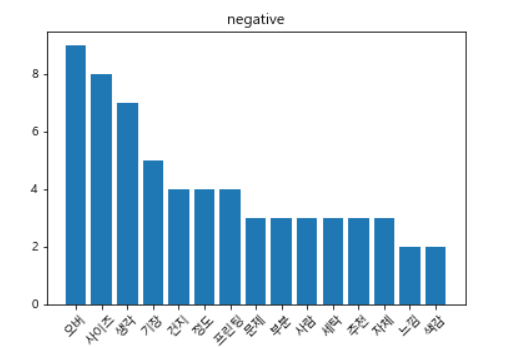 negative
8
6
4
2
0
오버
사이즈
생각
기장
건지
정도
프린팅
문제
부분
사람
세탁
추천
자체
느낌
색감